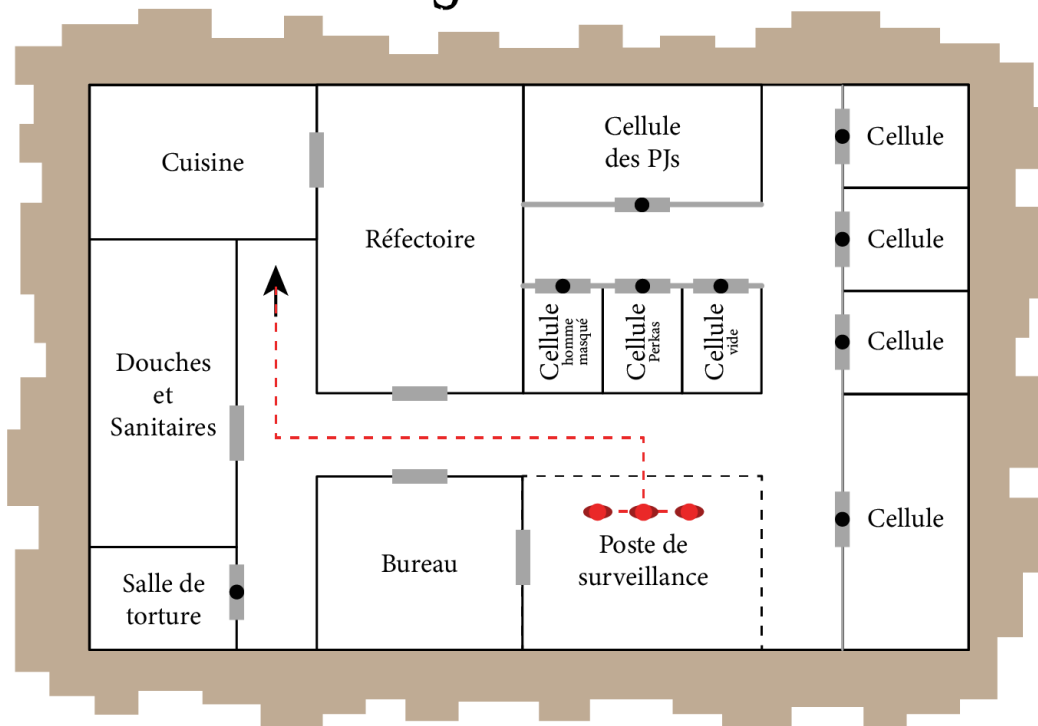 Cuisine
Cellule
des PJs
Cellule
Réfectoire
Cellule
Cellule
homme
masqué
Cellule
Perkas
Cellule
vide
Cellule
Douches
et
Sanitaires
Cellule
Bureau
Poste de
surveillance
Salle de
torture